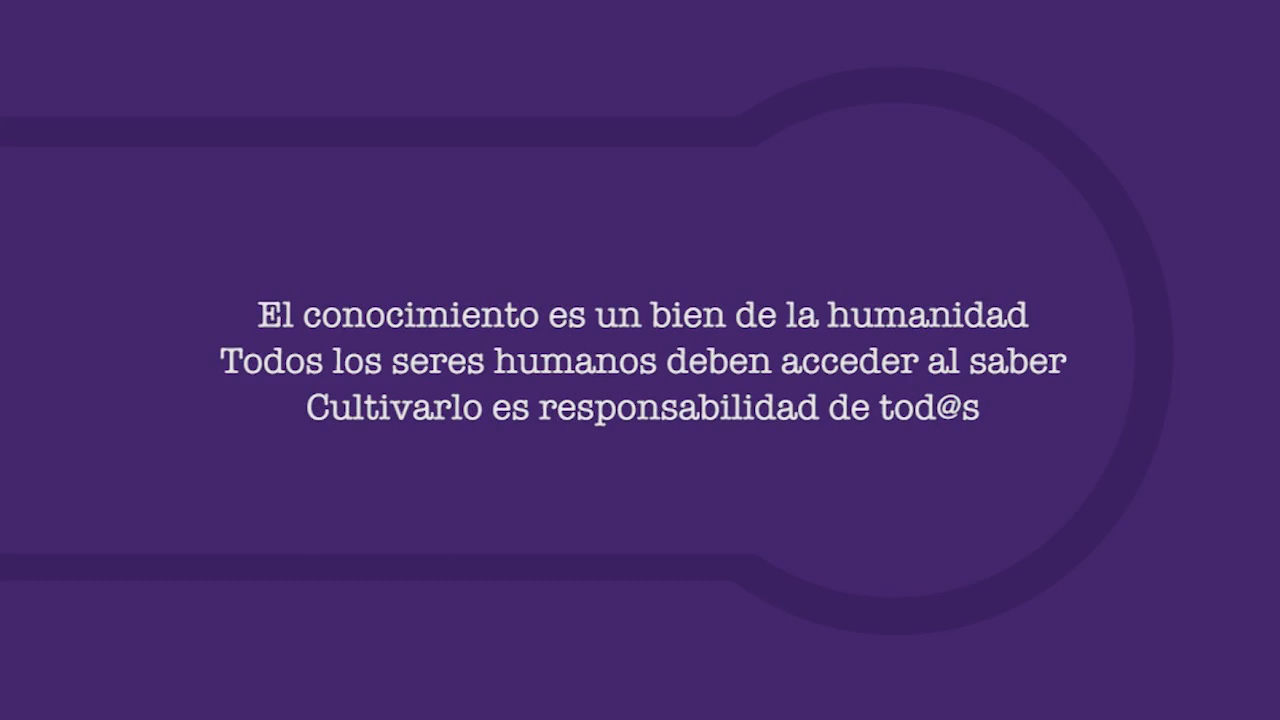 El conocimiento es un bien de la humanidad
Todos los seres humanos deben acceder al saber
Cultivarlo es responsabilidad de tod@s